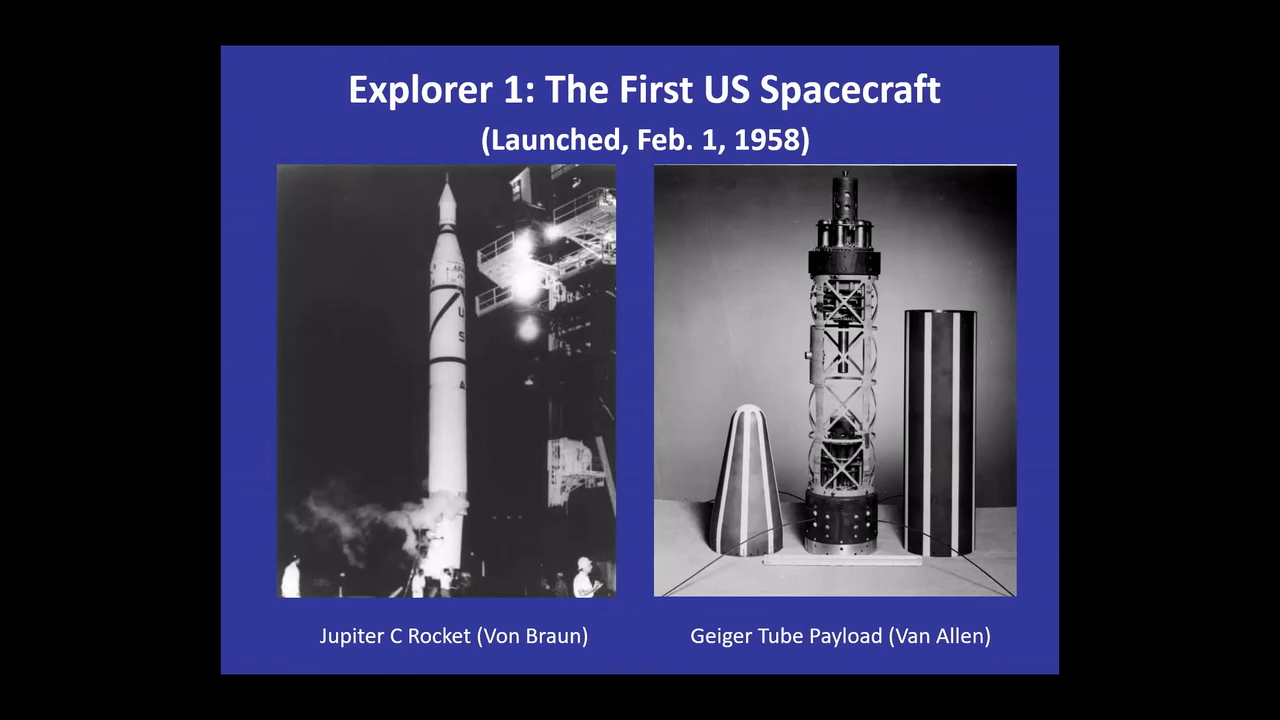 Explorer 1: The First US Spacecraft
(Launched, Feb. 1, 1958)
U
S
A
Jupiter C Rocket (Von Braun)
Geiger Tube Payload (Van Allen)